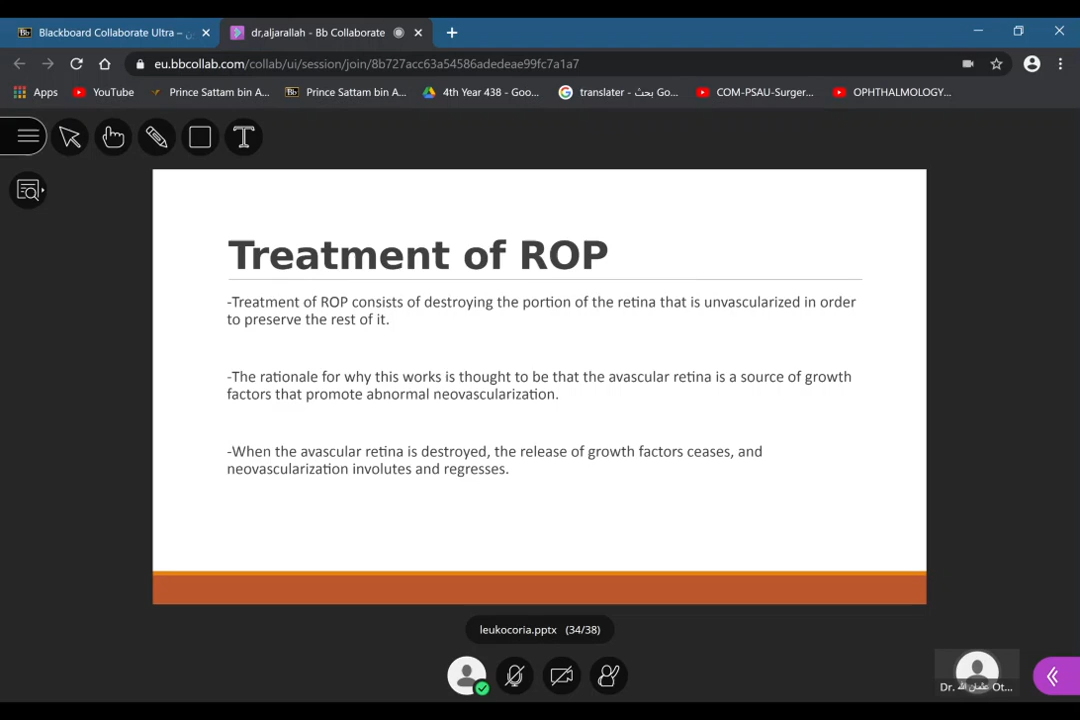 Blackboard Collaborate Ultra –
dr,aljarallah - Bb Collaborate
eu.bbcollab.com/collab/ui/session/join/8b727acc63a54586adedeae99fc7a1a7
Apps
YouTube
Prince Sattam bin A...
Prince Sattam bin A...
4th Year 438 - Goo...
translater - بحث Go...
COM-PSAU-Surger...
OPHTHALMOLOGY...
T
Treatment of ROP
-Treatment of ROP consists of destroying the portion of the retina that is unvascularized in order
to preserve the rest of it.
-The rationale for why this works is thought to be that the avascular retina is a source of growth
factors that promote abnormal neovascularization.
-When the avascular retina is destroyed, the release of growth factors ceases, and
neovascularization involutes and regresses.
leukocoria.pptx (34/38)
Dr. عثمان الله Ot...